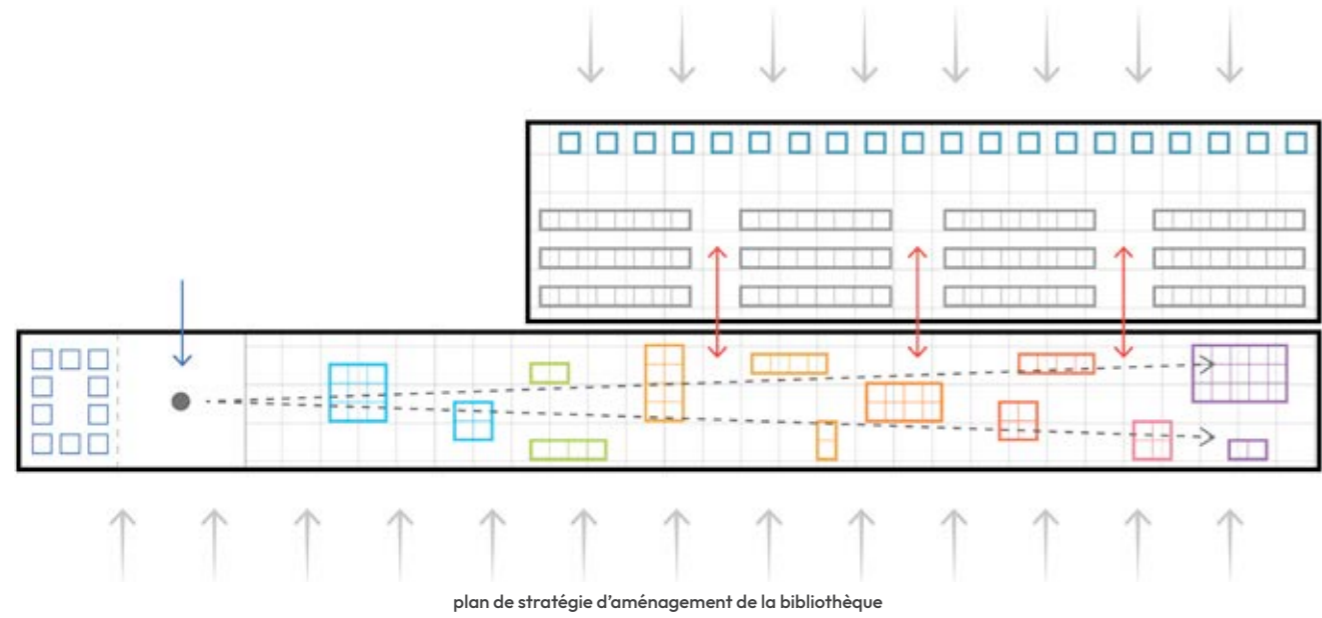 plan de stratégie d’aménagement de la bibliothèque